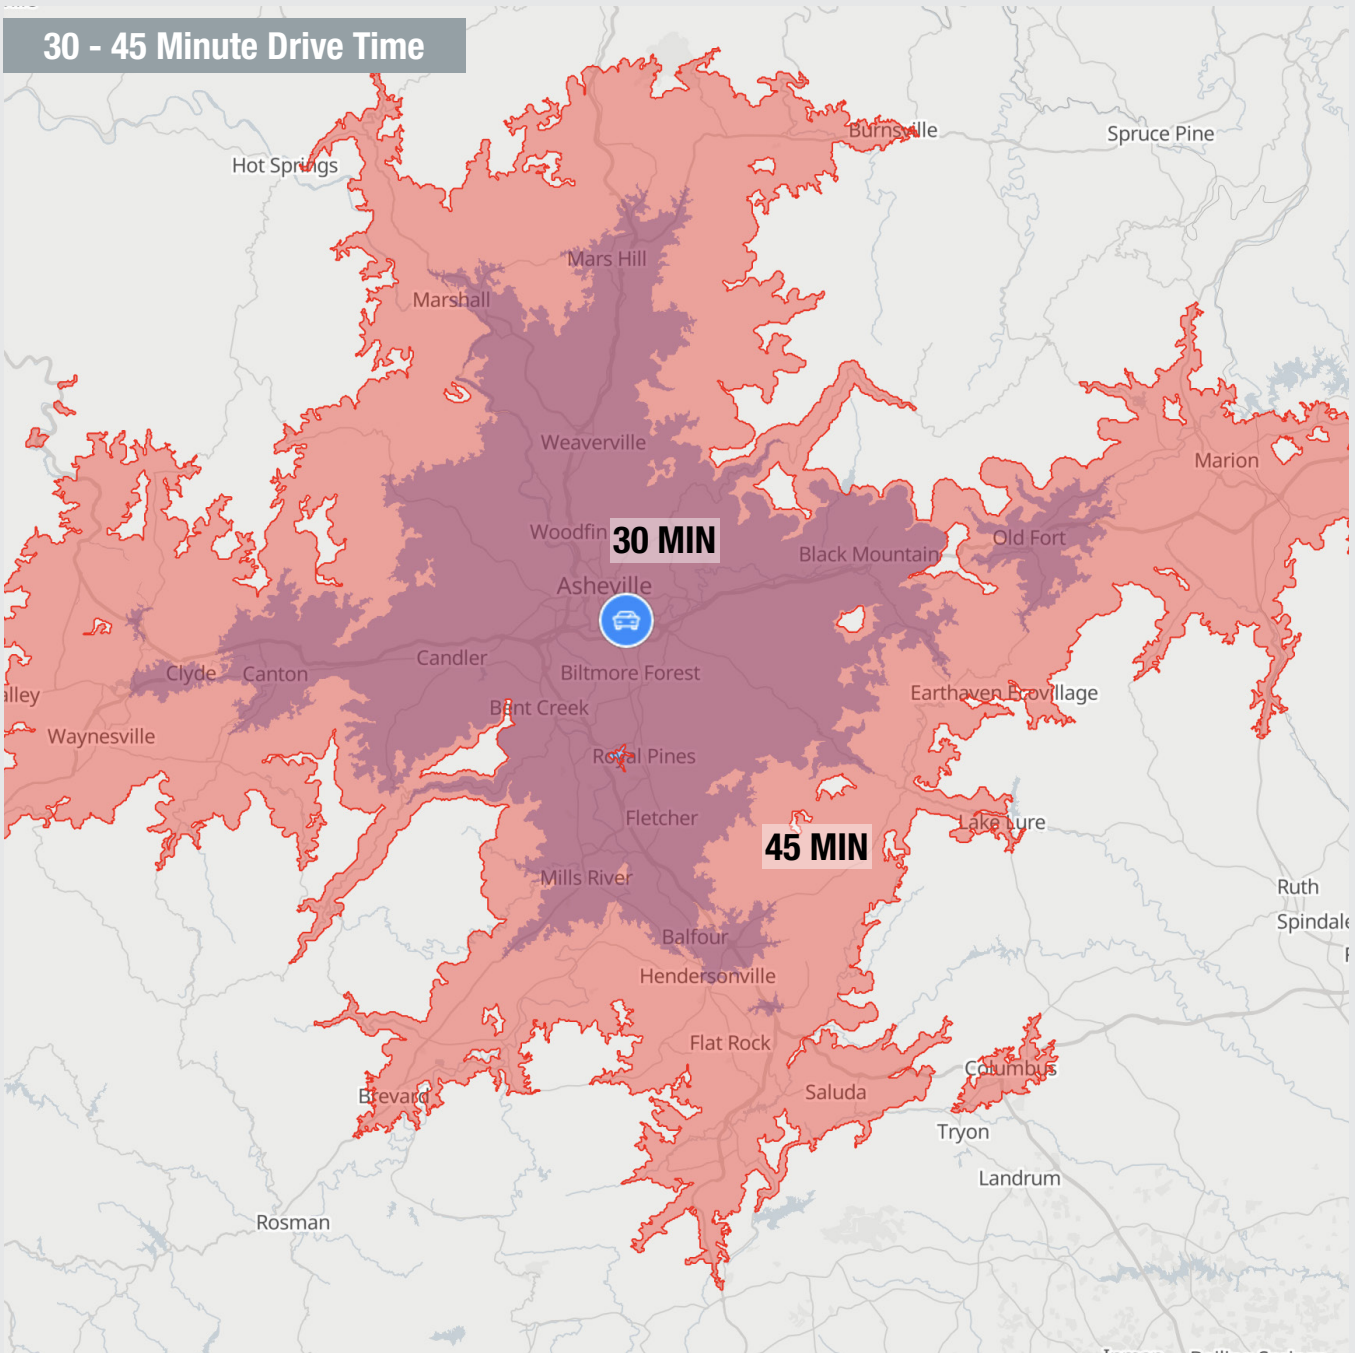 30 - 45 Minute Drive Time
Burnsville
Spruce Pine
Hot Springs
Mars Hill
Marshall
Weaverville
Marion
Woodfin
30 MIN
Old Fort
Black Mountain
Asheville
Candler
Biltmore Forest
Clyde
Canton
alley
Earthaven Ecovillage
Bent Creek
Waynesville
Royal Pines
Fletcher
Lake Lure
45 MIN
Mills River
Ruth
Spindale
Balfour
Hendersonville
Flat Rock
Columbus
Saluda
Brevard
Tryon
Landrum
Rosman